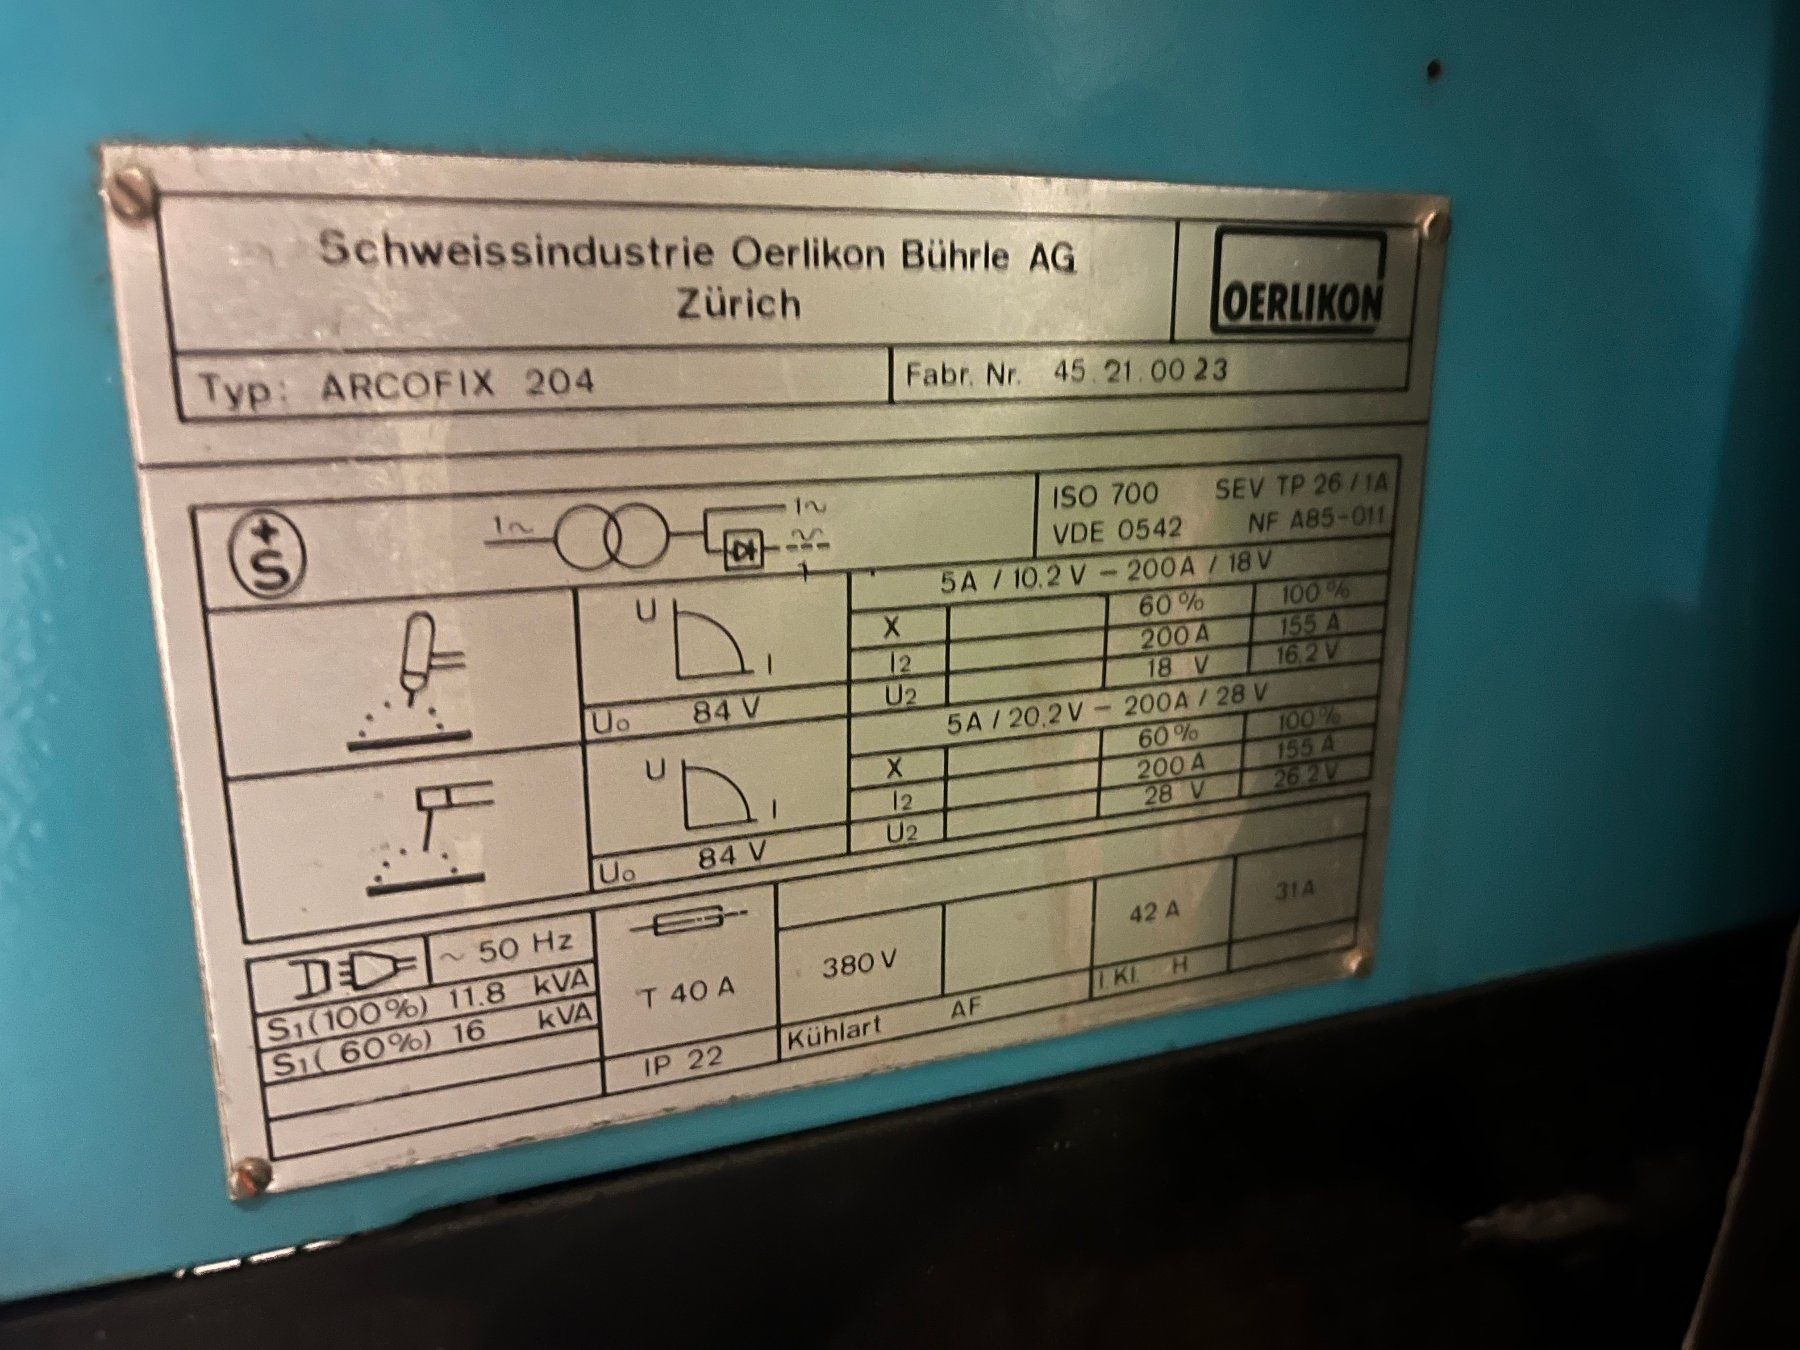 Schweissindustrie Oerlikon Bührle AG
Zürich
OERLIKON
Typ: ARCOFIX 204
Fabr. Nr. 45.21.0023
S
1~
1~
ISO 700 SEV TP 26/1A
VDE 0542 NF A85-011
U
I
U₀ 84 V
5A / 10.2 V – 200A / 18 V
X 60% 100%
I2 200 A 155 A
U2 18 V 16.2 V
U
I
U₀ 84 V
5A / 20.2 V – 200A / 28 V
X 60% 100%
I2 200 A 155 A
U2 28 V 26.2 V
~ 50 Hz
S1 (100%) 11.8 kVA
S1 ( 60%) 16 kVA
T 40 A
IP 22
380 V
42 A
31 A
Kühlart AF
I Kl. H